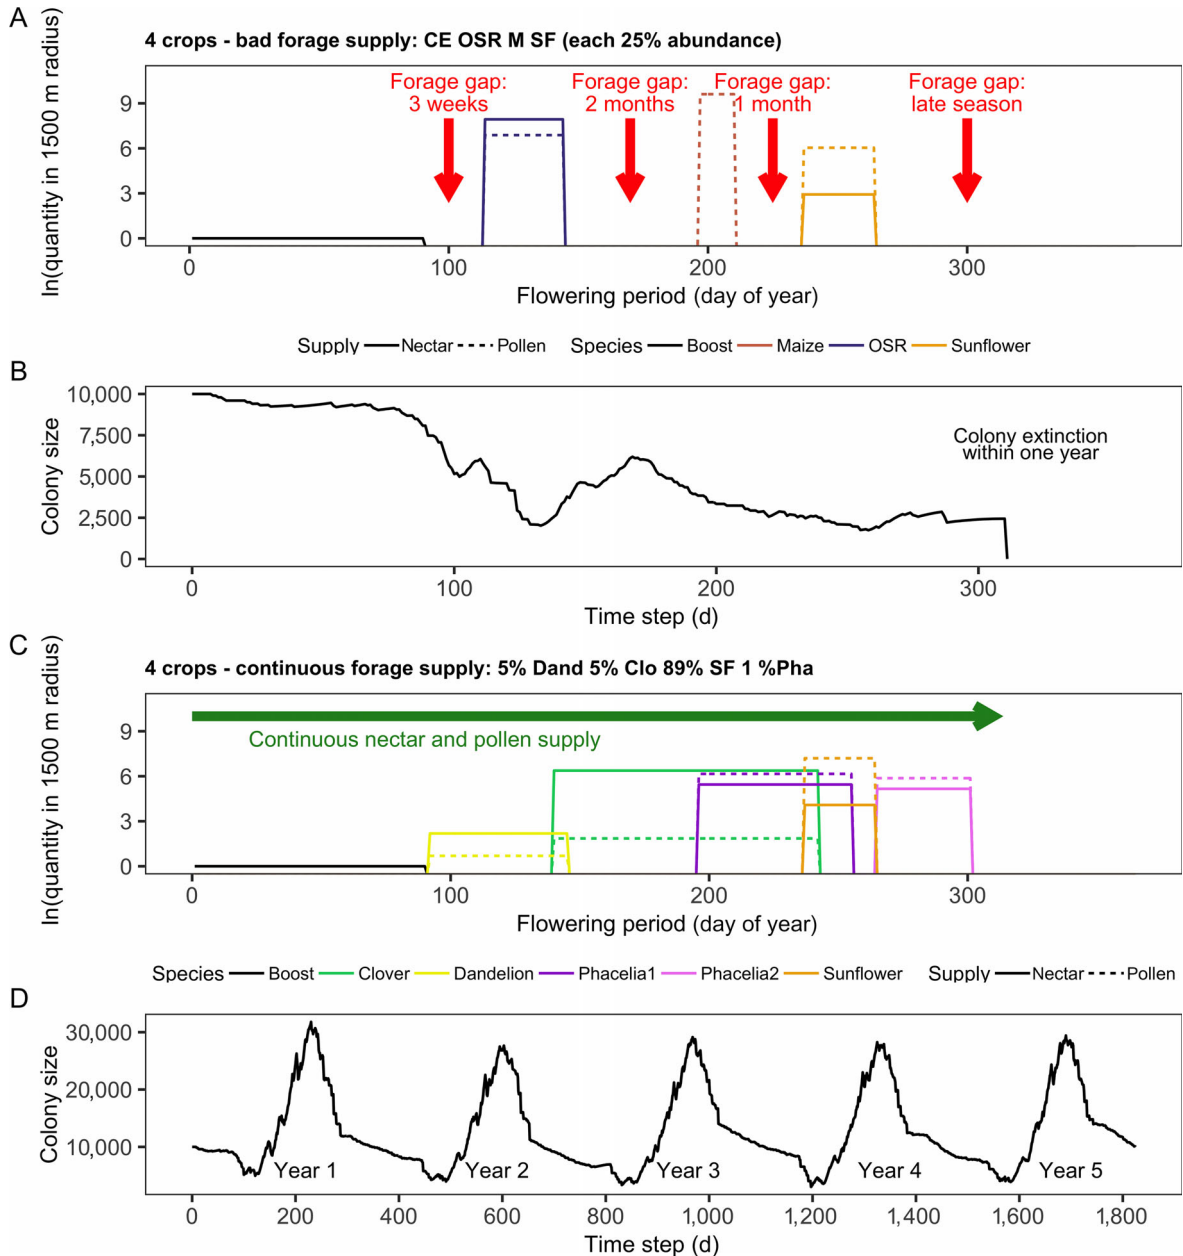 A
4 crops - bad forage supply: CE OSR M SF (each 25% abundance)
ln(quantity in 1500 m radius)
9
6
3
0
Forage gap:
3 weeks
Forage gap:
2 months
Forage gap:
1 month
Forage gap:
late season
0 100 200 300
Flowering period (day of year)
Supply Nectar Pollen Species Boost Maize OSR Sunflower
B
Colony size
10,000
7,500
5,000
2,500
0
Colony extinction
within one year
0 100 200 300
Time step (d)
C
4 crops - continuous forage supply: 5% Dand 5% Clo 89% SF 1 %Pha
ln(quantity in 1500 m radius)
9
6
3
0
Continuous nectar and pollen supply
0 100 200 300
Flowering period (day of year)
Species Boost Clover Dandelion Phacelia1 Phacelia2 Sunflower Supply Nectar Pollen
D
Colony size
30,000
20,000
10,000
Year 1 Year 2 Year 3 Year 4 Year 5
0 200 400 600 800 1,000 1,200 1,400 1,600 1,800
Time step (d)